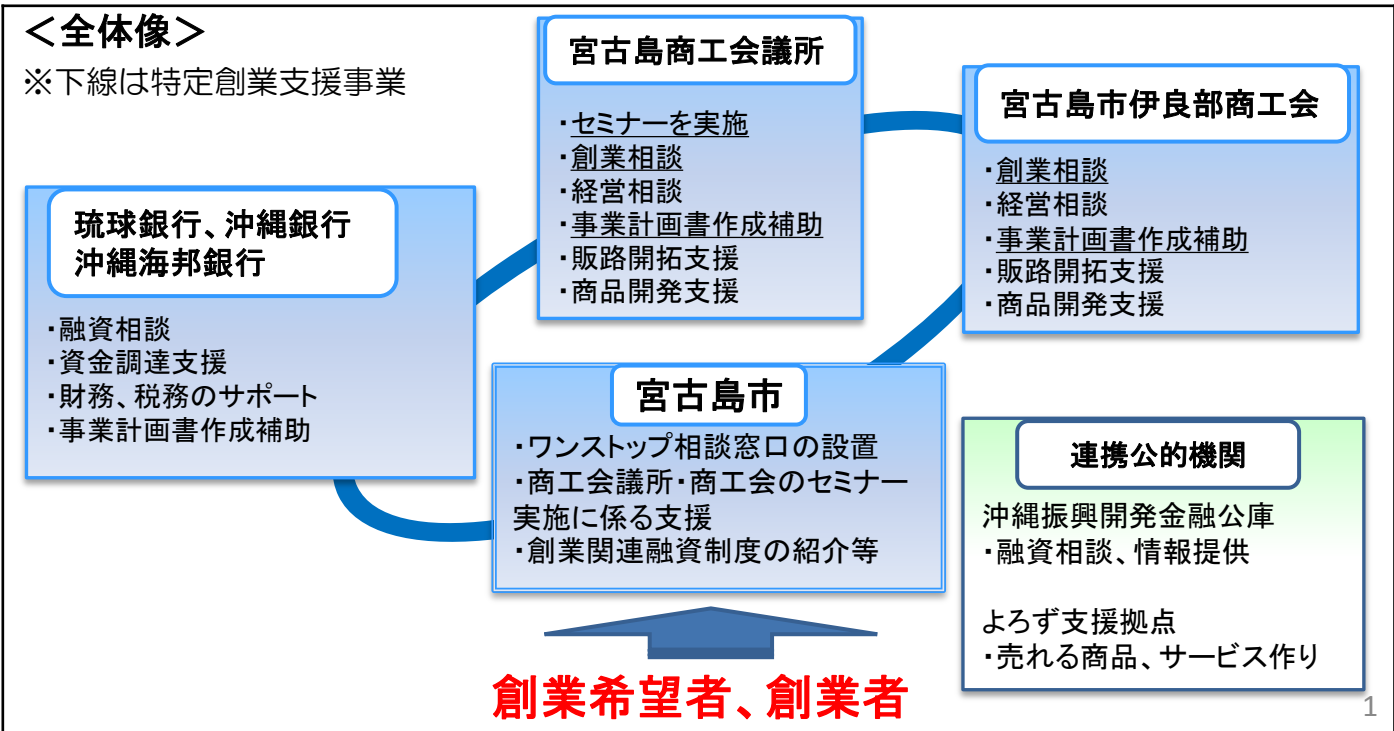 <全体像>
※下線は特定創業支援事業
宮古島商工会議所
・セミナーを実施
・創業相談
・経営相談
・事業計画書作成補助
・販路開拓支援
・商品開発支援
宮古島市伊良部商工会
・創業相談
・経営相談
・事業計画書作成補助
・販路開拓支援
・商品開発支援
琉球銀行、沖縄銀行
沖縄海邦銀行
・融資相談
・資金調達支援
・財務、税務のサポート
・事業計画書作成補助
宮古島市
・ワンストップ相談窓口の設置
・商工会議所・商工会のセミナー
実施に係る支援
・創業関連融資制度の紹介等
連携公的機関
沖縄振興開発金融公庫
・融資相談、情報提供
よろず支援拠点
・売れる商品、サービス作り
創業希望者、創業者
1